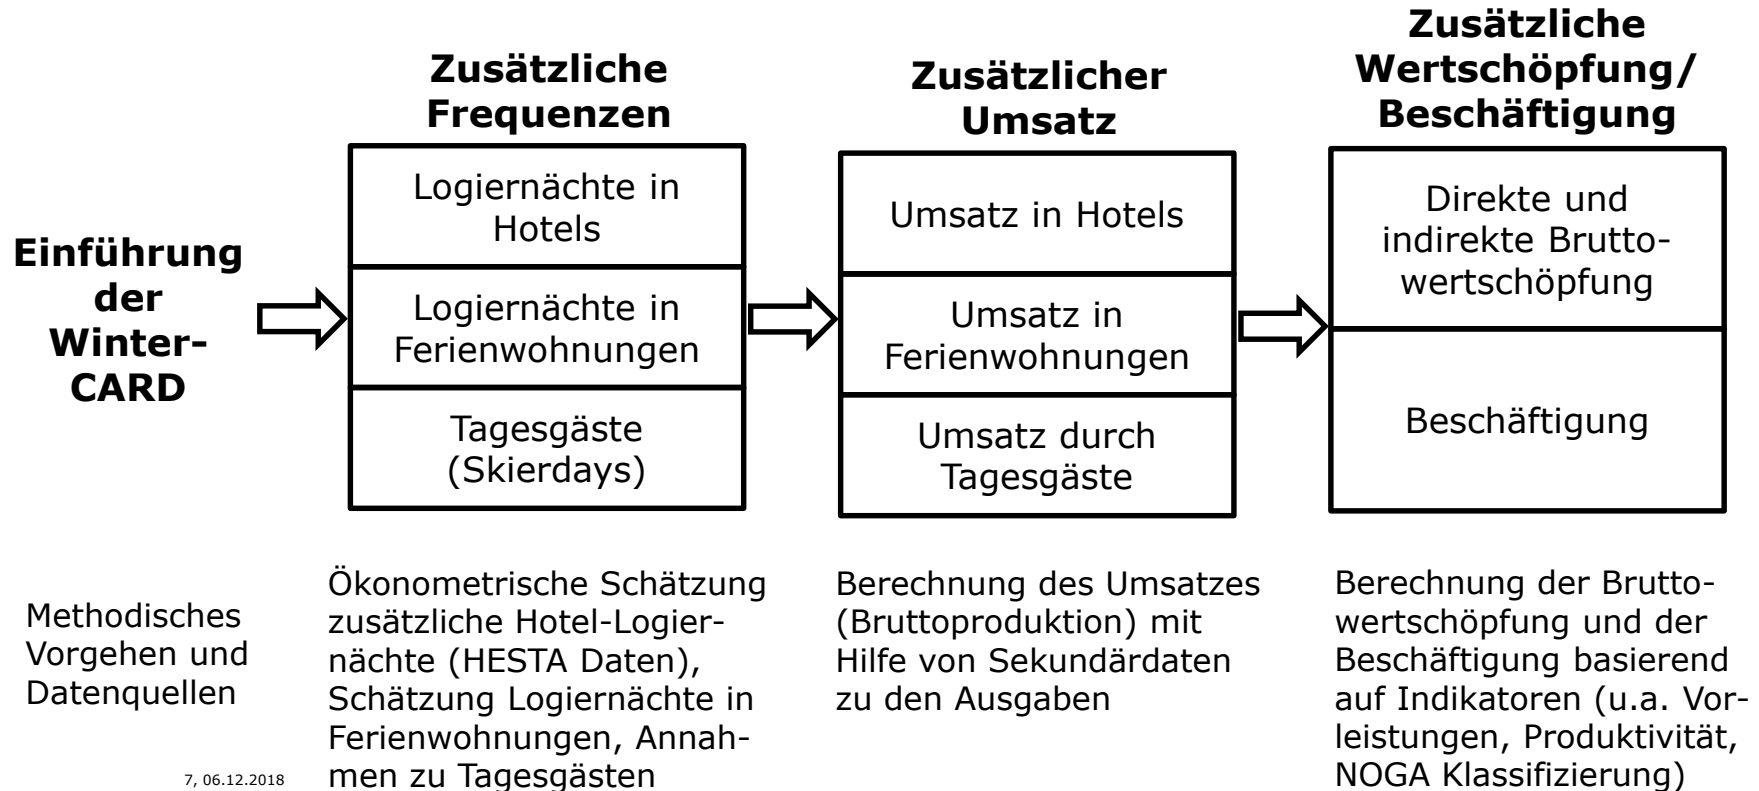 Einführung
der
Winter-
CARD
Zusätzliche
Frequenzen
Logiernächte in
Hotels
Logiernächte in
Ferienwohnungen
Tagesgäste
(Skierdays)
Zusätzlicher
Umsatz
Umsatz in Hotels
Umsatz in
Ferienwohnungen
Umsatz durch
Tagesgäste
Zusätzliche
Wertschöpfung/
Beschäftigung
Direkte und
indirekte Brutto-
wertschöpfung
Beschäftigung
Methodisches
Vorgehen und
Datenquellen
Ökonometrische Schätzung
zusätzliche Hotel-Logier-
nächte (HESTA Daten),
Schätzung Logiernächte in
Ferienwohnungen, Annah-
men zu Tagesgästen
Berechnung des Umsatzes
(Bruttoproduktion) mit
Hilfe von Sekundärdaten
zu den Ausgaben
Berechnung der Brutto-
wertschöpfung und der
Beschäftigung basierend
auf Indikatoren (u.a. Vor-
leistungen, Produktivität,
NOGA Klassifizierung)
7, 06.12.2018